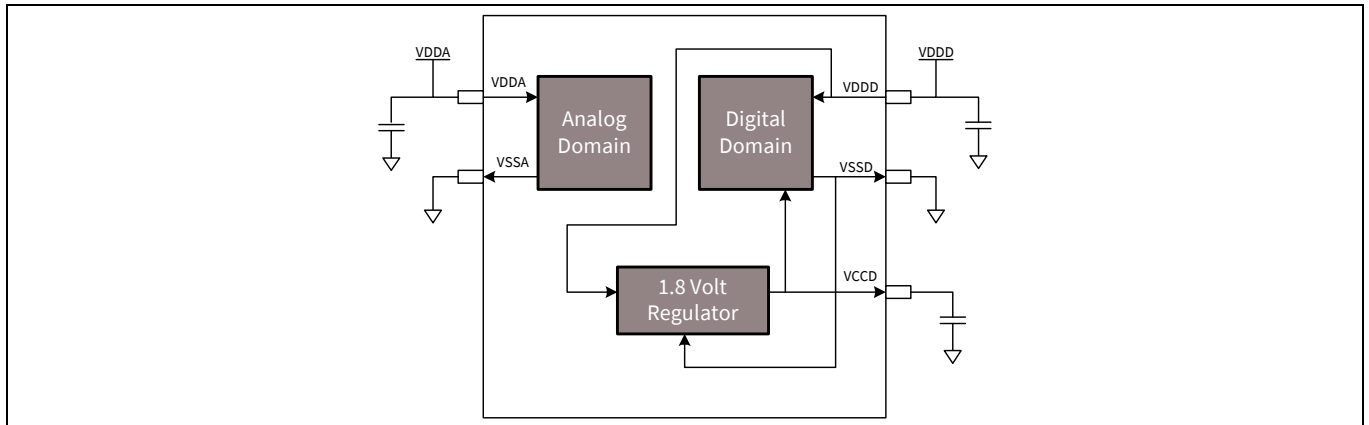 VDDA
VDDD
VDDA
Analog
Domain
Digital
Domain
VDDD
VSSA
VSSD
1.8 Volt
Regulator
VCCD